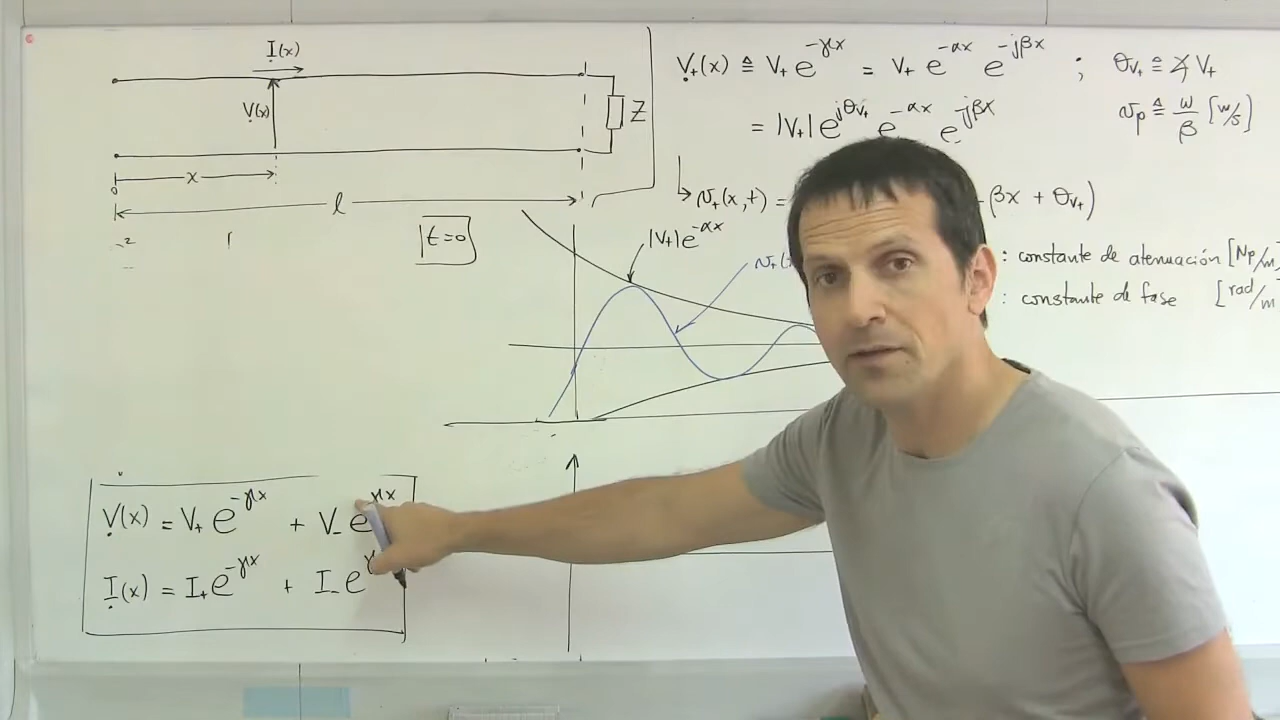 I(x)
V(x)
Z
x
0
l
t=0
V₊(x) ≜ V₊ e^{-γx} = V₊ e^{-αx} e^{-jβx} ; θ_{V₊} ≜ ∡ V₊
= |V₊| e^{jθ_{V₊}} e^{-αx} e^{-jβx}
v_p ≜ ω/β [m/s]
v₊(x,t) =
βx + θ_{V₊})
|V₊|e^{-αx}
: constante de atenuación [Np/m
: constante de fase [rad/m
V(x) = V₊ e^{-γx} + V₋ e^{γx}
I(x) = I₊ e^{-γx} + I₋ e^{γ